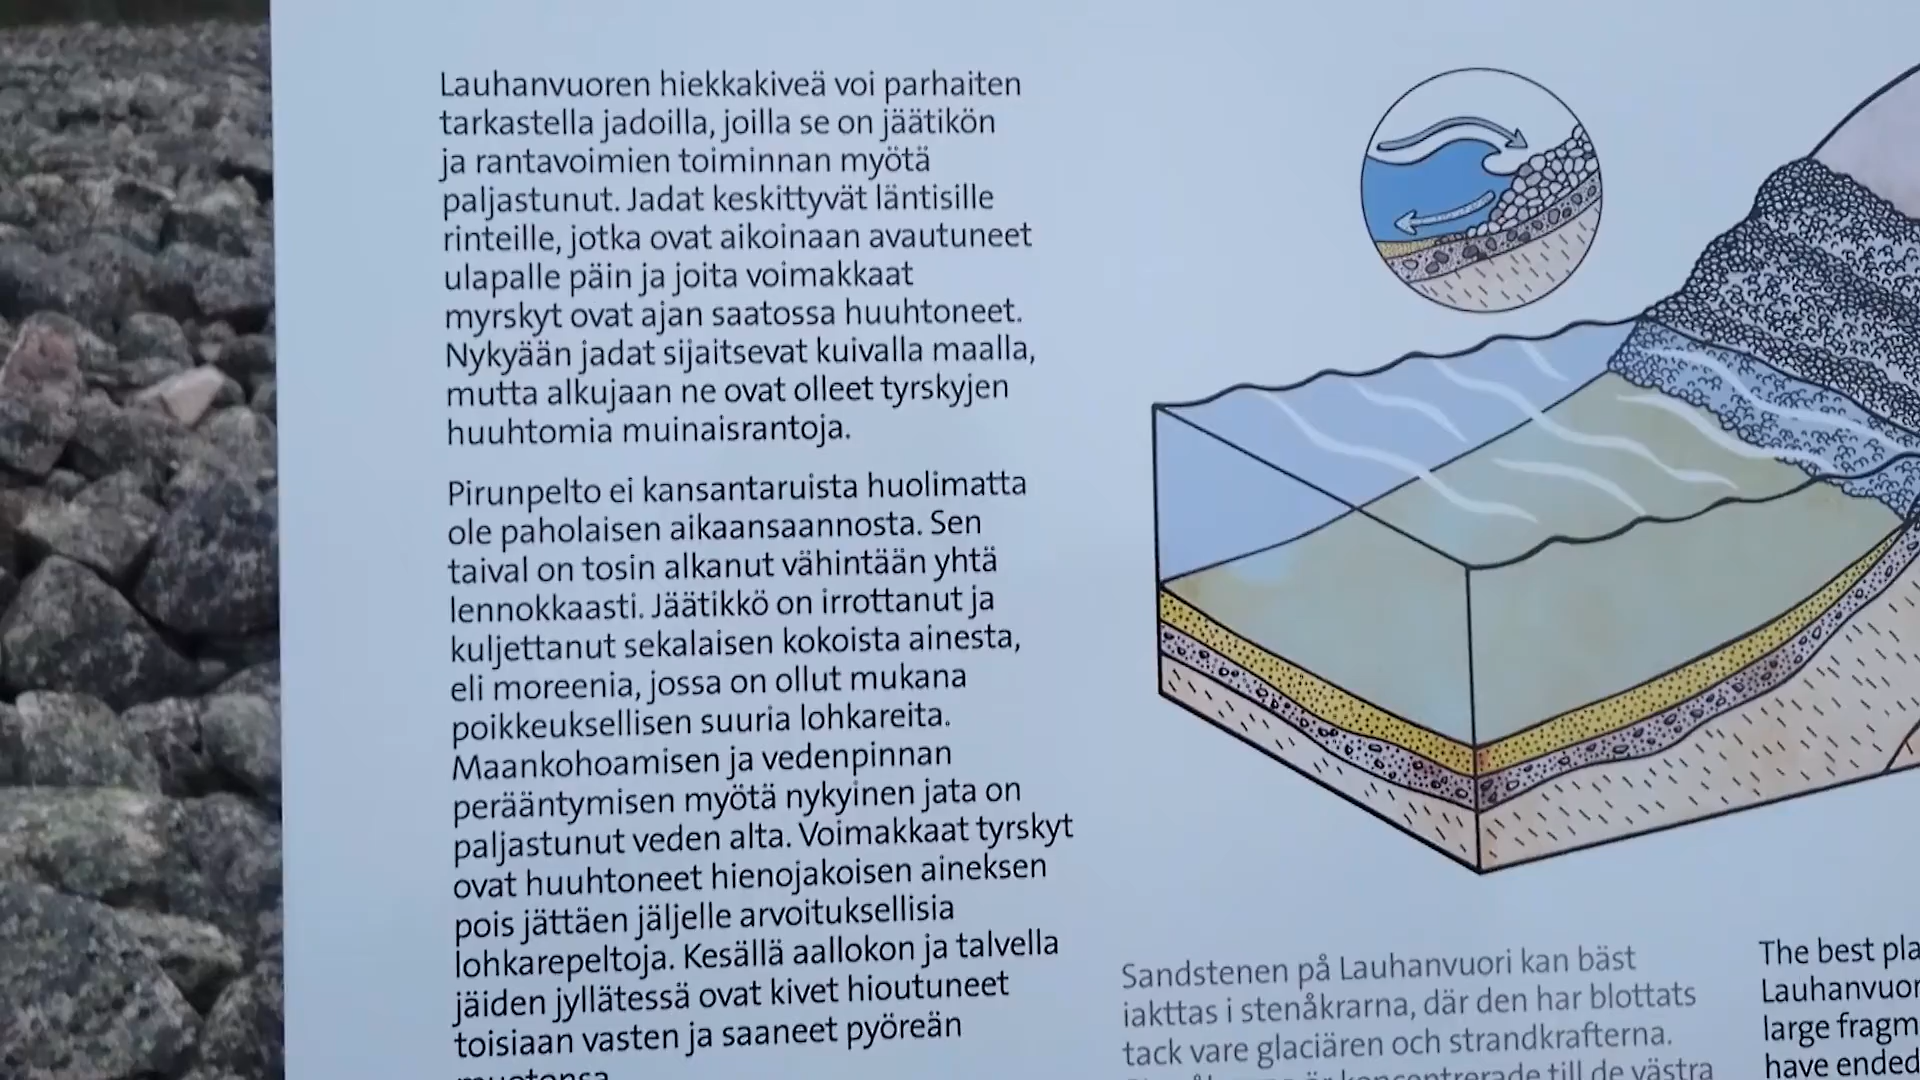 Lauhanvuoren hiekkakiveä voi parhaiten
tarkastella jadoilla, joilla se on jäätikön
ja rantavoimien toiminnan myötä
paljastunut. Jadat keskittyvät läntisille
rinteille, jotka ovat aikoinaan avautuneet
ulapalle päin ja joita voimakkaat
myrskyt ovat ajan saatossa huuhtoneet.
Nykyään jadat sijaitsevat kuivalla maalla,
mutta alkujaan ne ovat olleet tyrskyjen
huuhtomia muinaisrantoja.
Pirunpelto ei kansantaruista huolimatta
ole paholaisen aikaansaannosta. Sen
taival on tosin alkanut vähintään yhtä
lennokkaasti. Jäätikkö on irrottanut ja
kuljettanut sekalaisen kokoista ainesta,
eli moreenia, jossa on ollut mukana
poikkeuksellisen suuria lohkareita.
Maankohoamisen ja vedenpinnan
perääntymisen myötä nykyinen jata on
paljastunut veden alta. Voimakkaat tyrskyt
ovat huuhtoneet hienojakoisen aineksen
pois jättäen jäljelle arvoituksellisia
lohkarepeltoja. Kesällä aallokon ja talvella
jäiden jyllätessä ovat kivet hioutuneet
toisiaan vasten ja saaneet pyöreän
Sandstenen på Lauhanvuori kan bäst
iakttas i stenåkrarna, där den har blottats
tack vare glaciären och strandkrafterna.
koncentrerade till de västra
The best pla
Lauhanvuor
large fragm
have ended